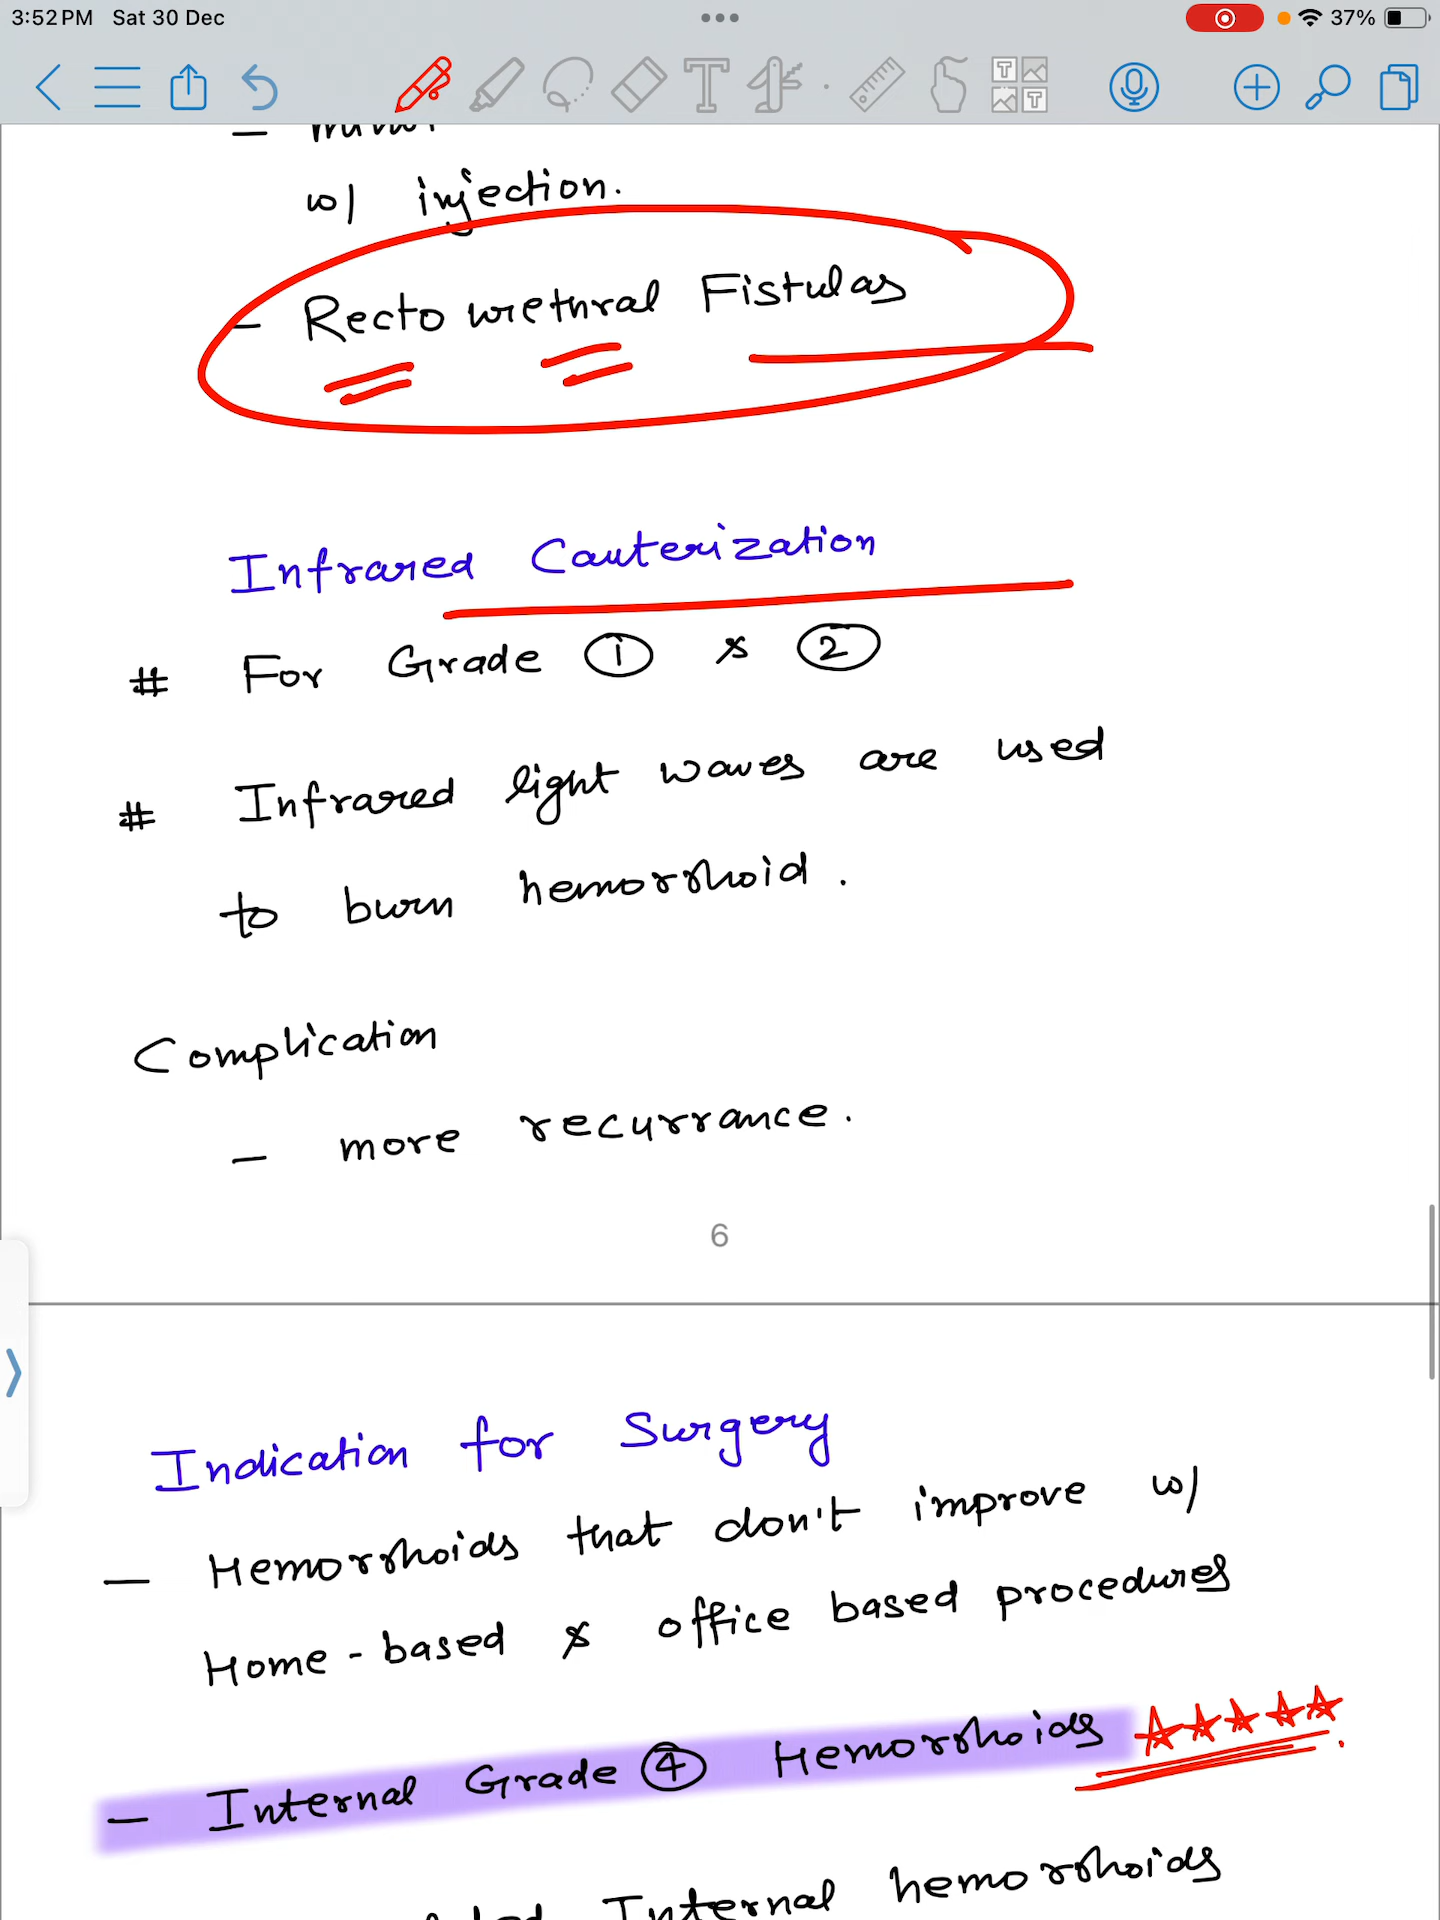 3:52 PM Sat 30 Dec
37%
w/ injection.
- Recto urethral Fistulas
Infrared Cauterization
# For Grade 1 & 2
# Infrared light waves are used
to burn hemorrhoid.
Complication
- more recurrance.
6
Indication for Surgery
- Hemorrhoids that don't improve w/
Home-based & office based procedures
- Internal Grade 4 Hemorrhoids
Internal hemorrhoids